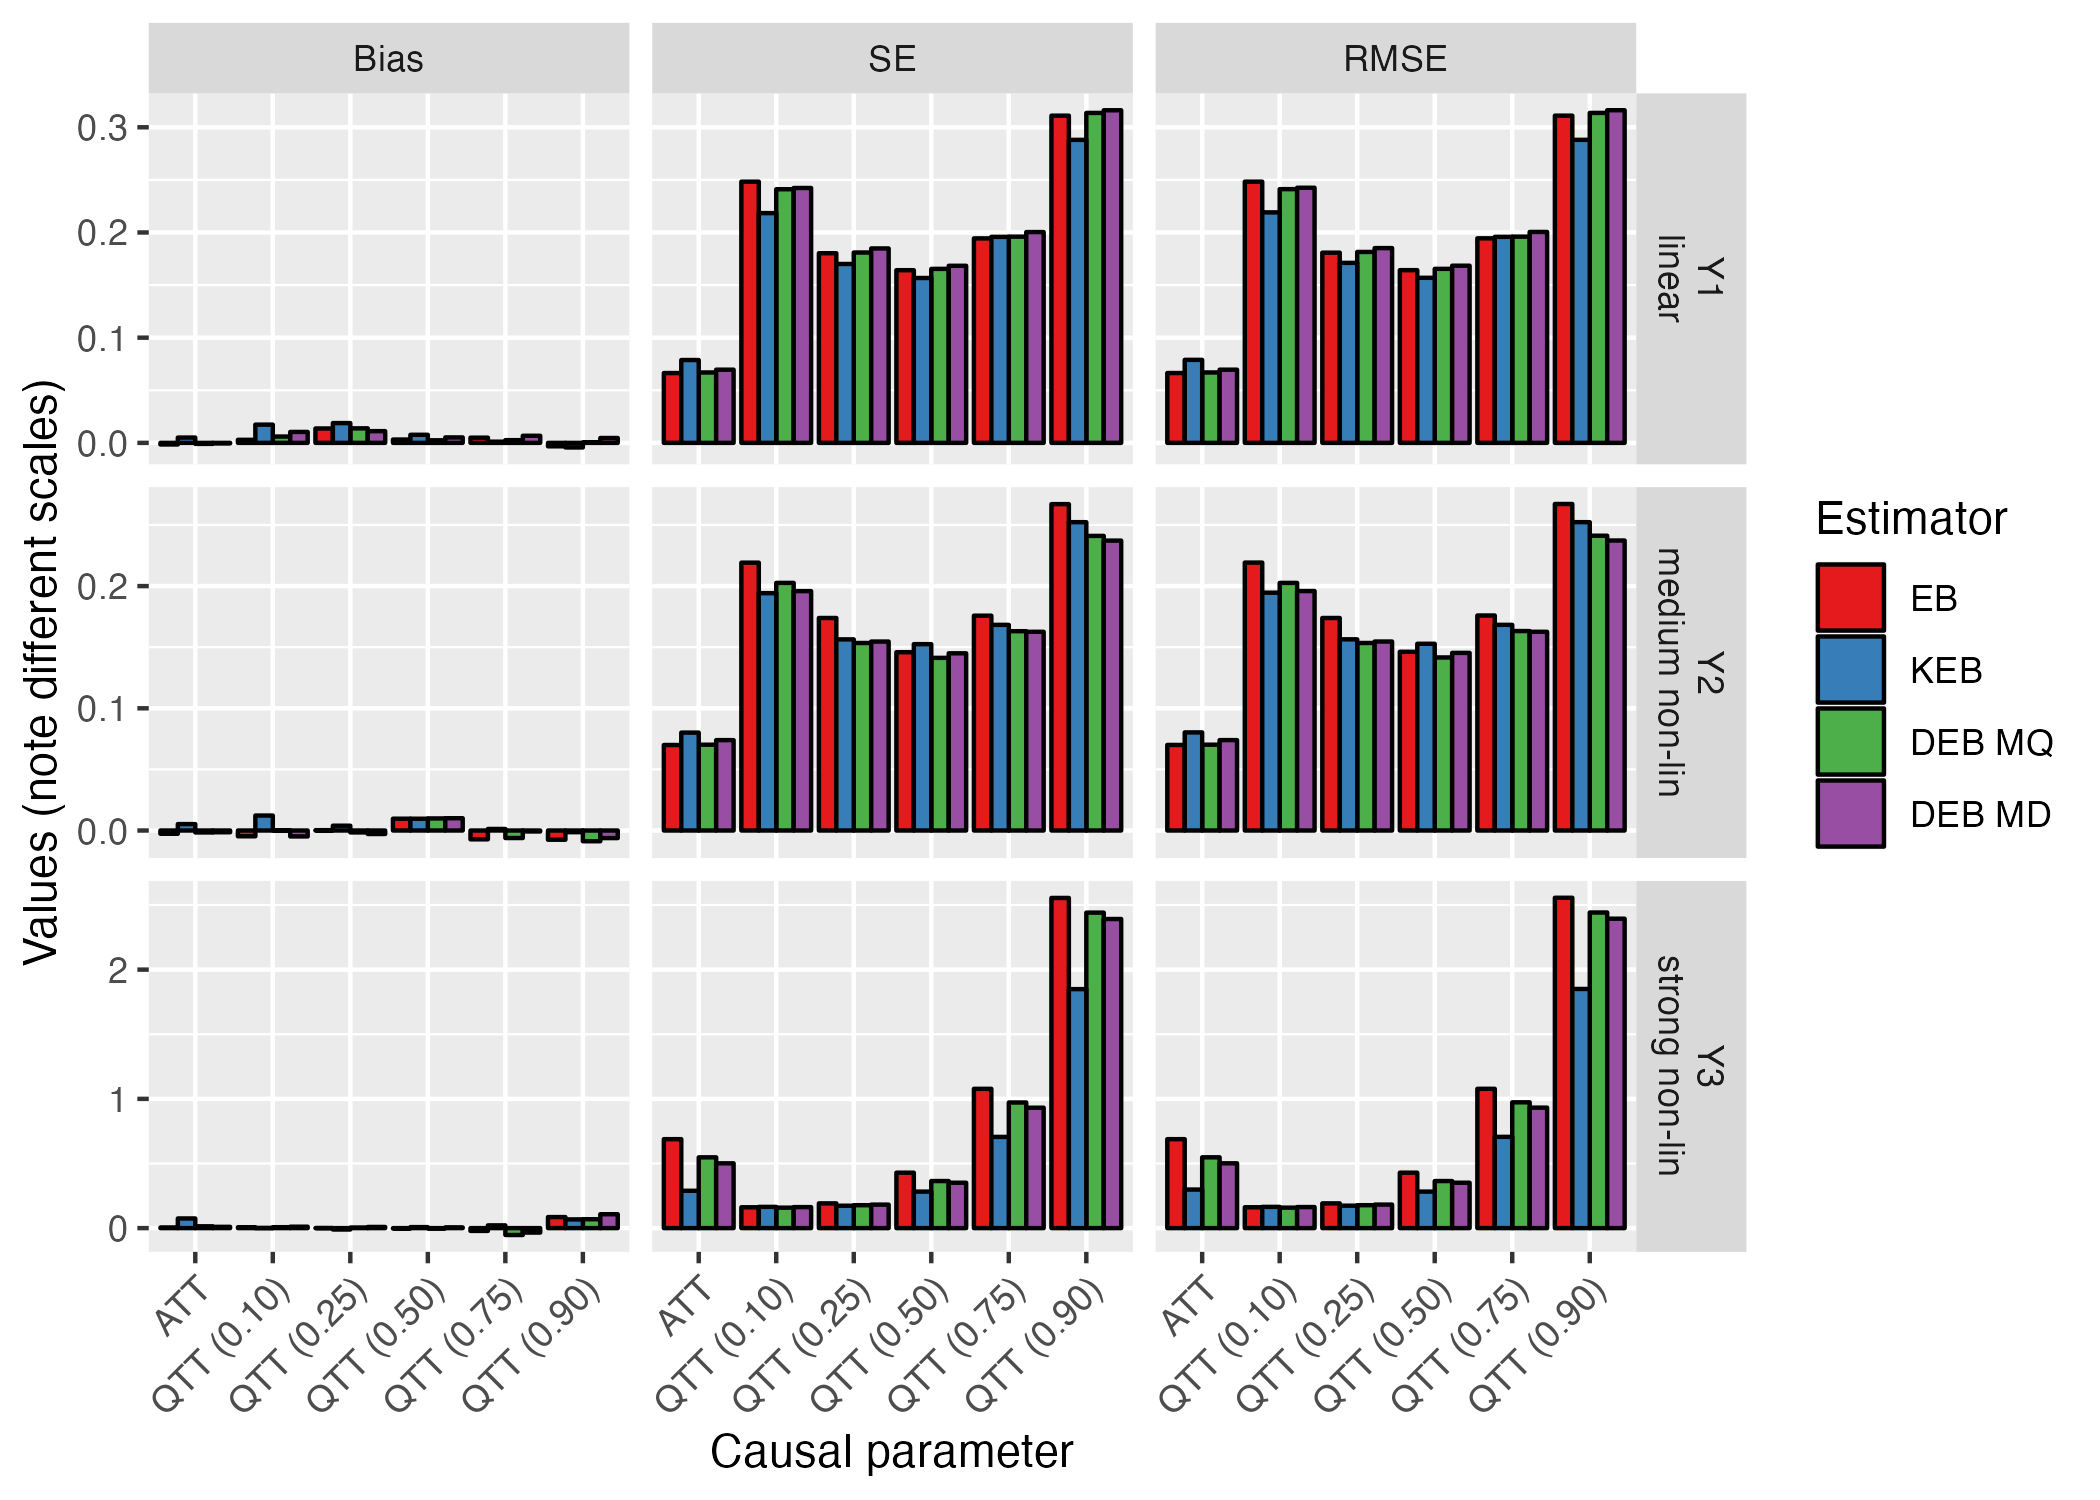 Bias
SE
RMSE
Values (note different scales)
0.3
0.2
0.1
0.0
Y1
linear
0.2
0.1
0.0
Y2
medium non-lin
2
1
0
Y3
strong non-lin
ATT
QTT (0.10)
QTT (0.25)
QTT (0.50)
QTT (0.75)
QTT (0.90)
ATT
QTT (0.10)
QTT (0.25)
QTT (0.50)
QTT (0.75)
QTT (0.90)
ATT
QTT (0.10)
QTT (0.25)
QTT (0.50)
QTT (0.75)
QTT (0.90)
Causal parameter
Estimator
EB
KEB
DEB MQ
DEB MD